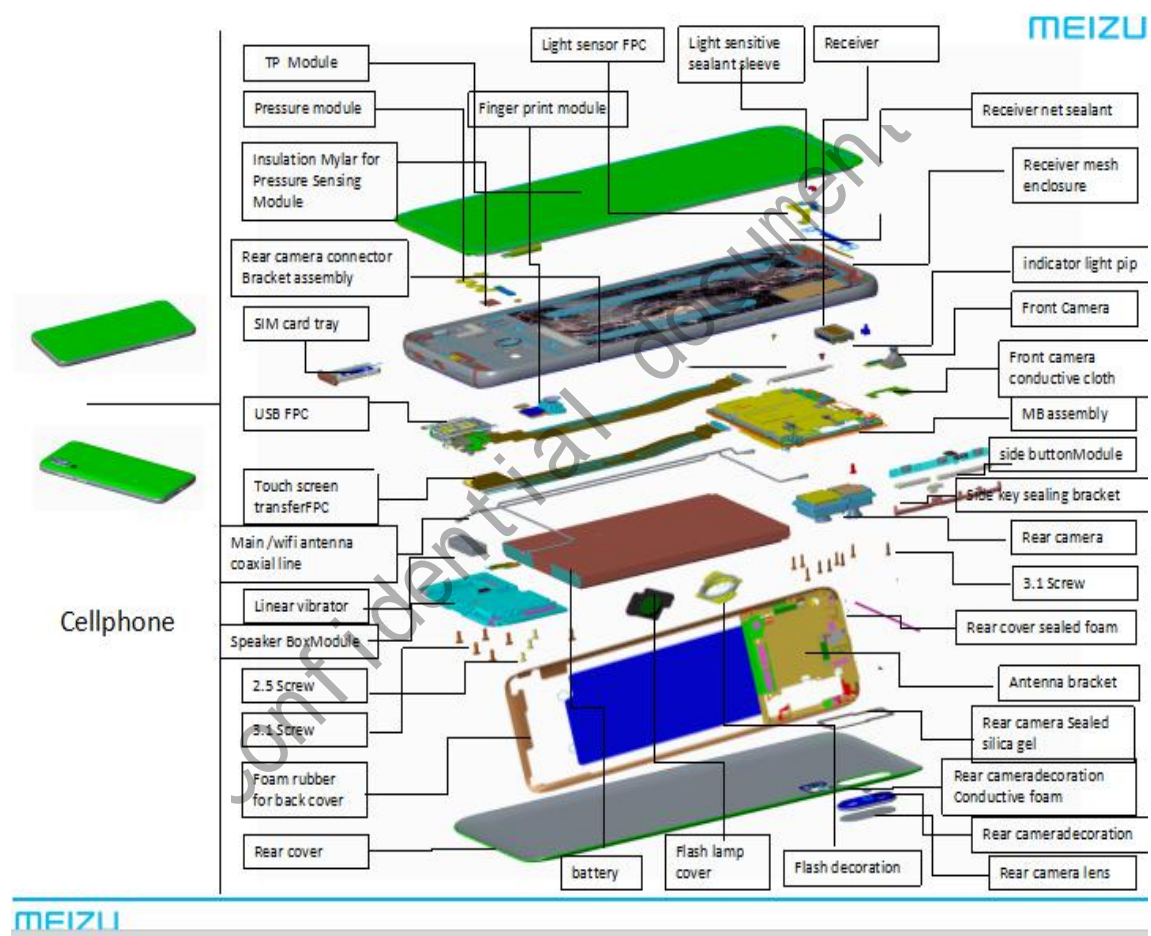 MEIZU
Light sensor FPC
Light sensitive
sealant sleeve
Receiver
TP Module
Pressure module
Finger print module
Receiver net sealant
Insulation Mylar for
Pressure Sensing
Module
Receiver mesh
enclosure
Rear camera connector
Bracket assembly
indicator light pip
SIM card tray
Front Camera
Front camera
conductive cloth
USB FPC
MB assembly
side buttonModule
Touch screen
transferFPC
Side key sealing bracket
Main /wifi antenna
coaxial line
Rear camera
3.1 Screw
Linear vibrator
Cellphone
Speaker BoxModule
Rear cover sealed foam
2.5 Screw
Antenna bracket
3.1 Screw
Rear camera Sealed
silica gel
Foam rubber
for back cover
Rear cameradecoration
Conductive foam
Rear cameradecoration
Rear cover
battery
Flash lamp
cover
Flash decoration
Rear camera lens
confidential document
MEIZU